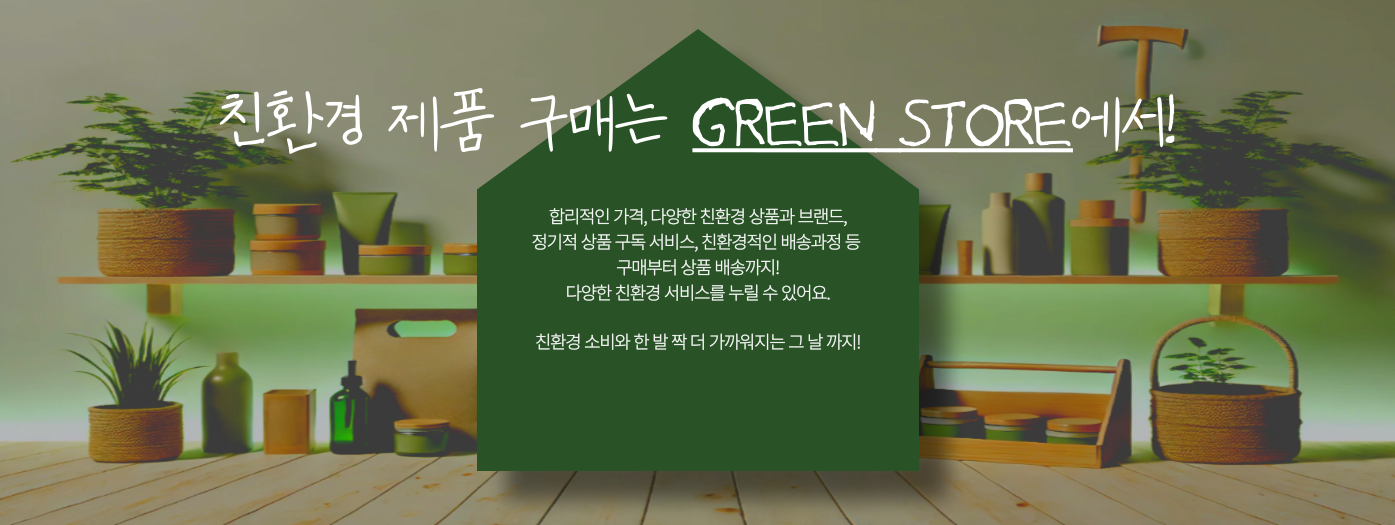 친환경 제품 구매는 GREEN STORE에서!
합리적인 가격, 다양한 친환경 상품과 브랜드,
정기적 상품 구독 서비스, 친환경적인 배송과정 등
구매부터 상품 배송까지!
다양한 친환경 서비스를 누릴 수 있어요.
친환경 소비와 한 발 짝 더 가까워지는 그 날 까지!